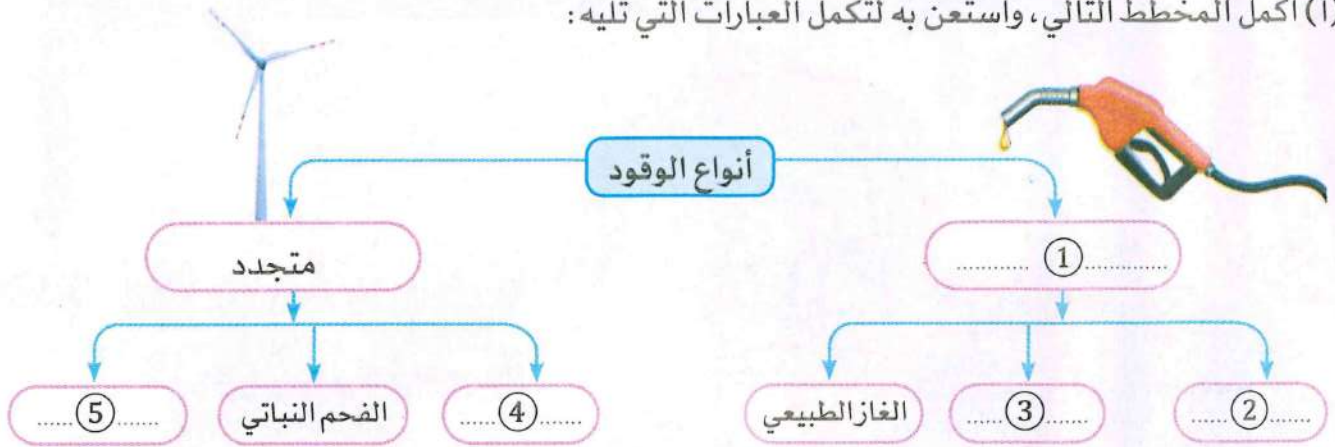 (١) أكمل المخطط التالي، واستعن به لتكمل العبارات التي تليه:
أنواع الوقود
........... ① ...........
متجدد
...... ② ......
...... ③ ......
الغاز الطبيعي
...... ④ ......
الفحم النباتي
...... ⑤ ......